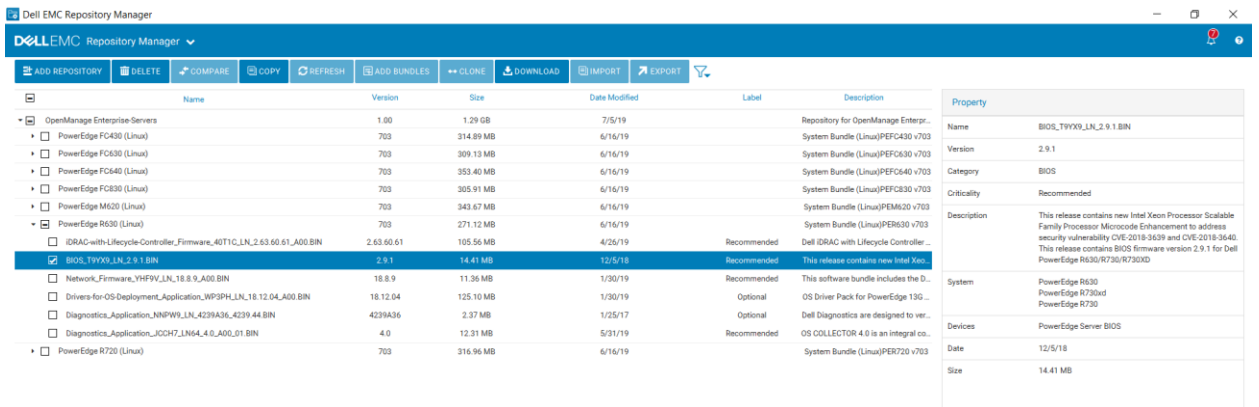 Dell EMC Repository Manager
DELLEMC Repository Manager
7
ADD REPOSITORY DELETE COMPARE COPY REFRESH ADD BUNDLES CLONE DOWNLOAD IMPORT EXPORT
Name Version Size Date Modified Label Description
OpenManage Enterprise-Servers 1.00 1.29 GB 7/5/19 Repository for OpenManage Enterpr...
PowerEdge FC430 (Linux) 703 314.89 MB 6/16/19 System Bundle (Linux)PEFC430 v703
PowerEdge FC630 (Linux) 703 309.13 MB 6/16/19 System Bundle (Linux)PEFC630 v703
PowerEdge FC640 (Linux) 703 353.40 MB 6/16/19 System Bundle (Linux)PEFC640 v703
PowerEdge FC830 (Linux) 703 305.91 MB 6/16/19 System Bundle (Linux)PEFC830 v703
PowerEdge M620 (Linux) 703 343.67 MB 6/16/19 System Bundle (Linux)PEM620 v703
PowerEdge R630 (Linux) 703 271.12 MB 6/16/19 System Bundle (Linux)PER630 v703
iDRAC-with-Lifecycle-Controller_Firmware_40T1C_LN_2.63.60.61_A00.BIN 2.63.60.61 105.56 MB 4/26/19 Recommended Dell iDRAC with Lifecycle Controller ...
BIOS_T9YX9_LN_2.9.1.BIN 2.9.1 14.41 MB 12/5/18 Recommended This release contains new Intel Xeo...
Network_Firmware_YHF9V_LN_18.8.9_A00.BIN 18.8.9 11.36 MB 1/30/19 Recommended This software bundle includes the D...
Drivers-for-OS-Deployment_Application_WP3PH_LN_18.12.04_A00.BIN 18.12.04 125.10 MB 1/30/19 Optional OS Driver Pack for PowerEdge 13G ...
Diagnostics_Application_NNPW9_LN_4239A36_4239.44.BIN 4239A36 2.37 MB 1/25/17 Optional Dell Diagnostics are designed to ver...
Diagnostics_Application_JCCH7_LN64_4.0_A00_01.BIN 4.0 12.31 MB 5/31/19 Recommended OS COLLECTOR 4.0 is an integral co...
PowerEdge R720 (Linux) 703 316.96 MB 6/16/19 System Bundle (Linux)PER720 v703
Property
Name BIOS_T9YX9_LN_2.9.1.BIN
Version 2.9.1
Category BIOS
Criticality Recommended
Description This release contains new Intel Xeon Processor Scalable
Family Processor Microcode Enhancement to address
security vulnerability CVE-2018-3639 and CVE-2018-3640.
This release contains BIOS firmware version 2.9.1 for Dell
PowerEdge R630/R730/R730XD
System PowerEdge R630
PowerEdge R730xd
PowerEdge R730
Devices PowerEdge Server BIOS
Date 12/5/18
Size 14.41 MB